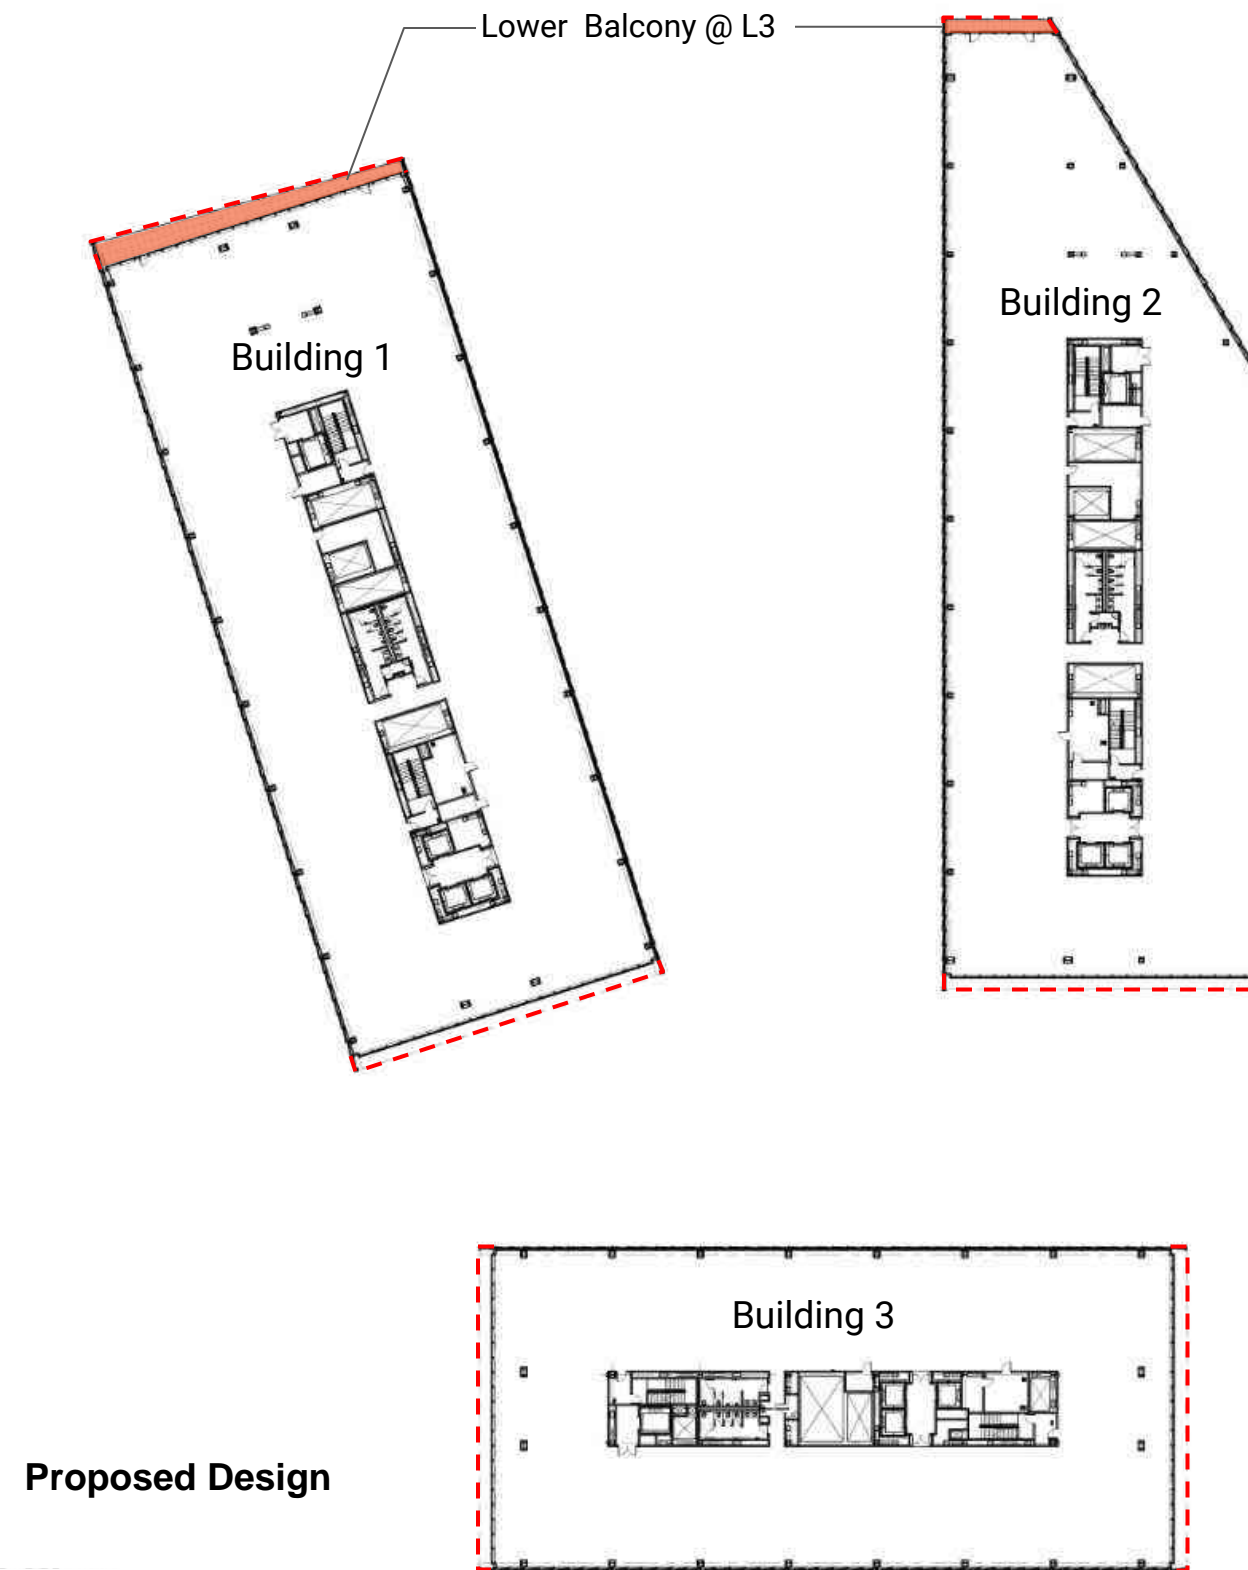 Lower Balcony @ L3
Building 2
Building 1
Building 3
Proposed Design